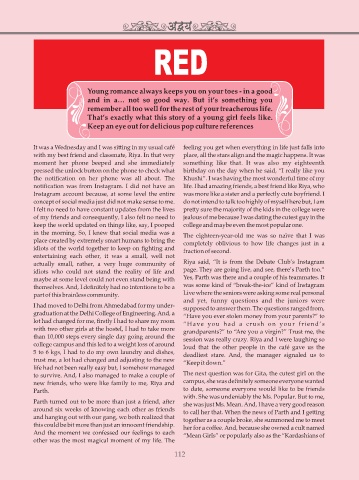 अद्वय
RED
Young romance always keeps you on your toes - in a good
and in a... not so good way. But it's something you
remember all too well for the rest of your treacherous life.
That's exactly what this story of a young girl feels like.
Keep an eye out for delicious pop culture references
It was a Wednesday and I was sitting in my usual café
with my best friend and classmate, Riya. In that very
moment her phone beeped and she immediately
pressed the unlock button on the phone to check what
the notification on her phone was all about. The
notification was from Instagram. I did not have an
Instagram account because, at some level the entire
concept of social media just did not make sense to me.
I felt no need to have constant updates from the lives
of my friends and consequently, I also felt no need to
keep the world updated on things like, say, I pooped
in the morning. So, I knew that social media was a
place created by extremely smart humans to bring the
idiots of the world together to keep on fighting and
entertaining each other, it was a small, well not
actually small, rather, a very huge community of
idiots who could not stand the reality of life and
maybe at some level could not even stand being with
themselves. And, I definitely had no intentions to be a
part of this brainless community.
I had moved to Delhi from Ahmedabad for my under-
graduation at the Delhi College of Engineering. And, a
lot had changed for me, firstly I had to share my room
with two other girls at the hostel, I had to take more
than 10,000 steps every single day going around the
college campus and this led to a weight loss of around
5 to 6 kgs, I had to do my own laundry and dishes,
trust me, a lot had changed and adjusting to the new
life had not been really easy but, I somehow managed
to survive. And, I also managed to make a couple of
new friends, who were like family to me, Riya and
Parth.
Parth turned out to be more than just a friend, after
around six weeks of knowing each other as friends
and hanging out with our gang, we both realized that
this could be bit more than just an innocent friendship.
And the moment we confessed our feelings to each
other was the most magical moment of my life. The
feeling you get when everything in life just falls into
place, all the stars align and the magic happens. It was
something like that. It was also my eighteenth
birthday on the day when he said, "I really like you
Khushi". I was having the most wonderful time of my
life. I had amazing friends, a best friend like Riya, who
was more like a sister and a perfectly cute boyfriend. I
do not intend to talk too highly of myself here but, I am
pretty sure the majority of the kids in the college were
jealous of me because I was dating the cutest guy in the
college and maybe even the most popular one.
The eighteen-year-old me was so naive that I was
completely oblivious to how life changes just in a
fraction of second.
Riya said, "It is from the Debate Club's Instagram
page. They are going live, and see, there's Parth too."
Yes, Parth was there and a couple of his teammates. It
was some kind of "break-the-ice" kind of Instagram
Live where the seniors were asking some real personal
and yet, funny questions and the juniors were
supposed to answer them. The questions ranged from,
"Have you ever stolen money from your parents?" to
"Have you had a crush on your friend's
grandparents?" to "Are you a virgin?" Trust me, the
session was really crazy. Riya and I were laughing so
loud that the other people in the café gave us the
deadliest stare. And, the manager signaled us to
"Keep it down."
The next question was for Gita, the cutest girl on the
campus, she was definitely someone everyone wanted
to date, someone everyone would like to be friends
with. She was undeniably the Ms. Popular. But to me,
she was just Ms. Mean. And, I have a very good reason
to call her that. When the news of Parth and I getting
together as a couple broke, she summoned me to meet
her for a coffee. And, because she owned a cult named
"Mean Girls" or popularly also as the "Kardashians of
112